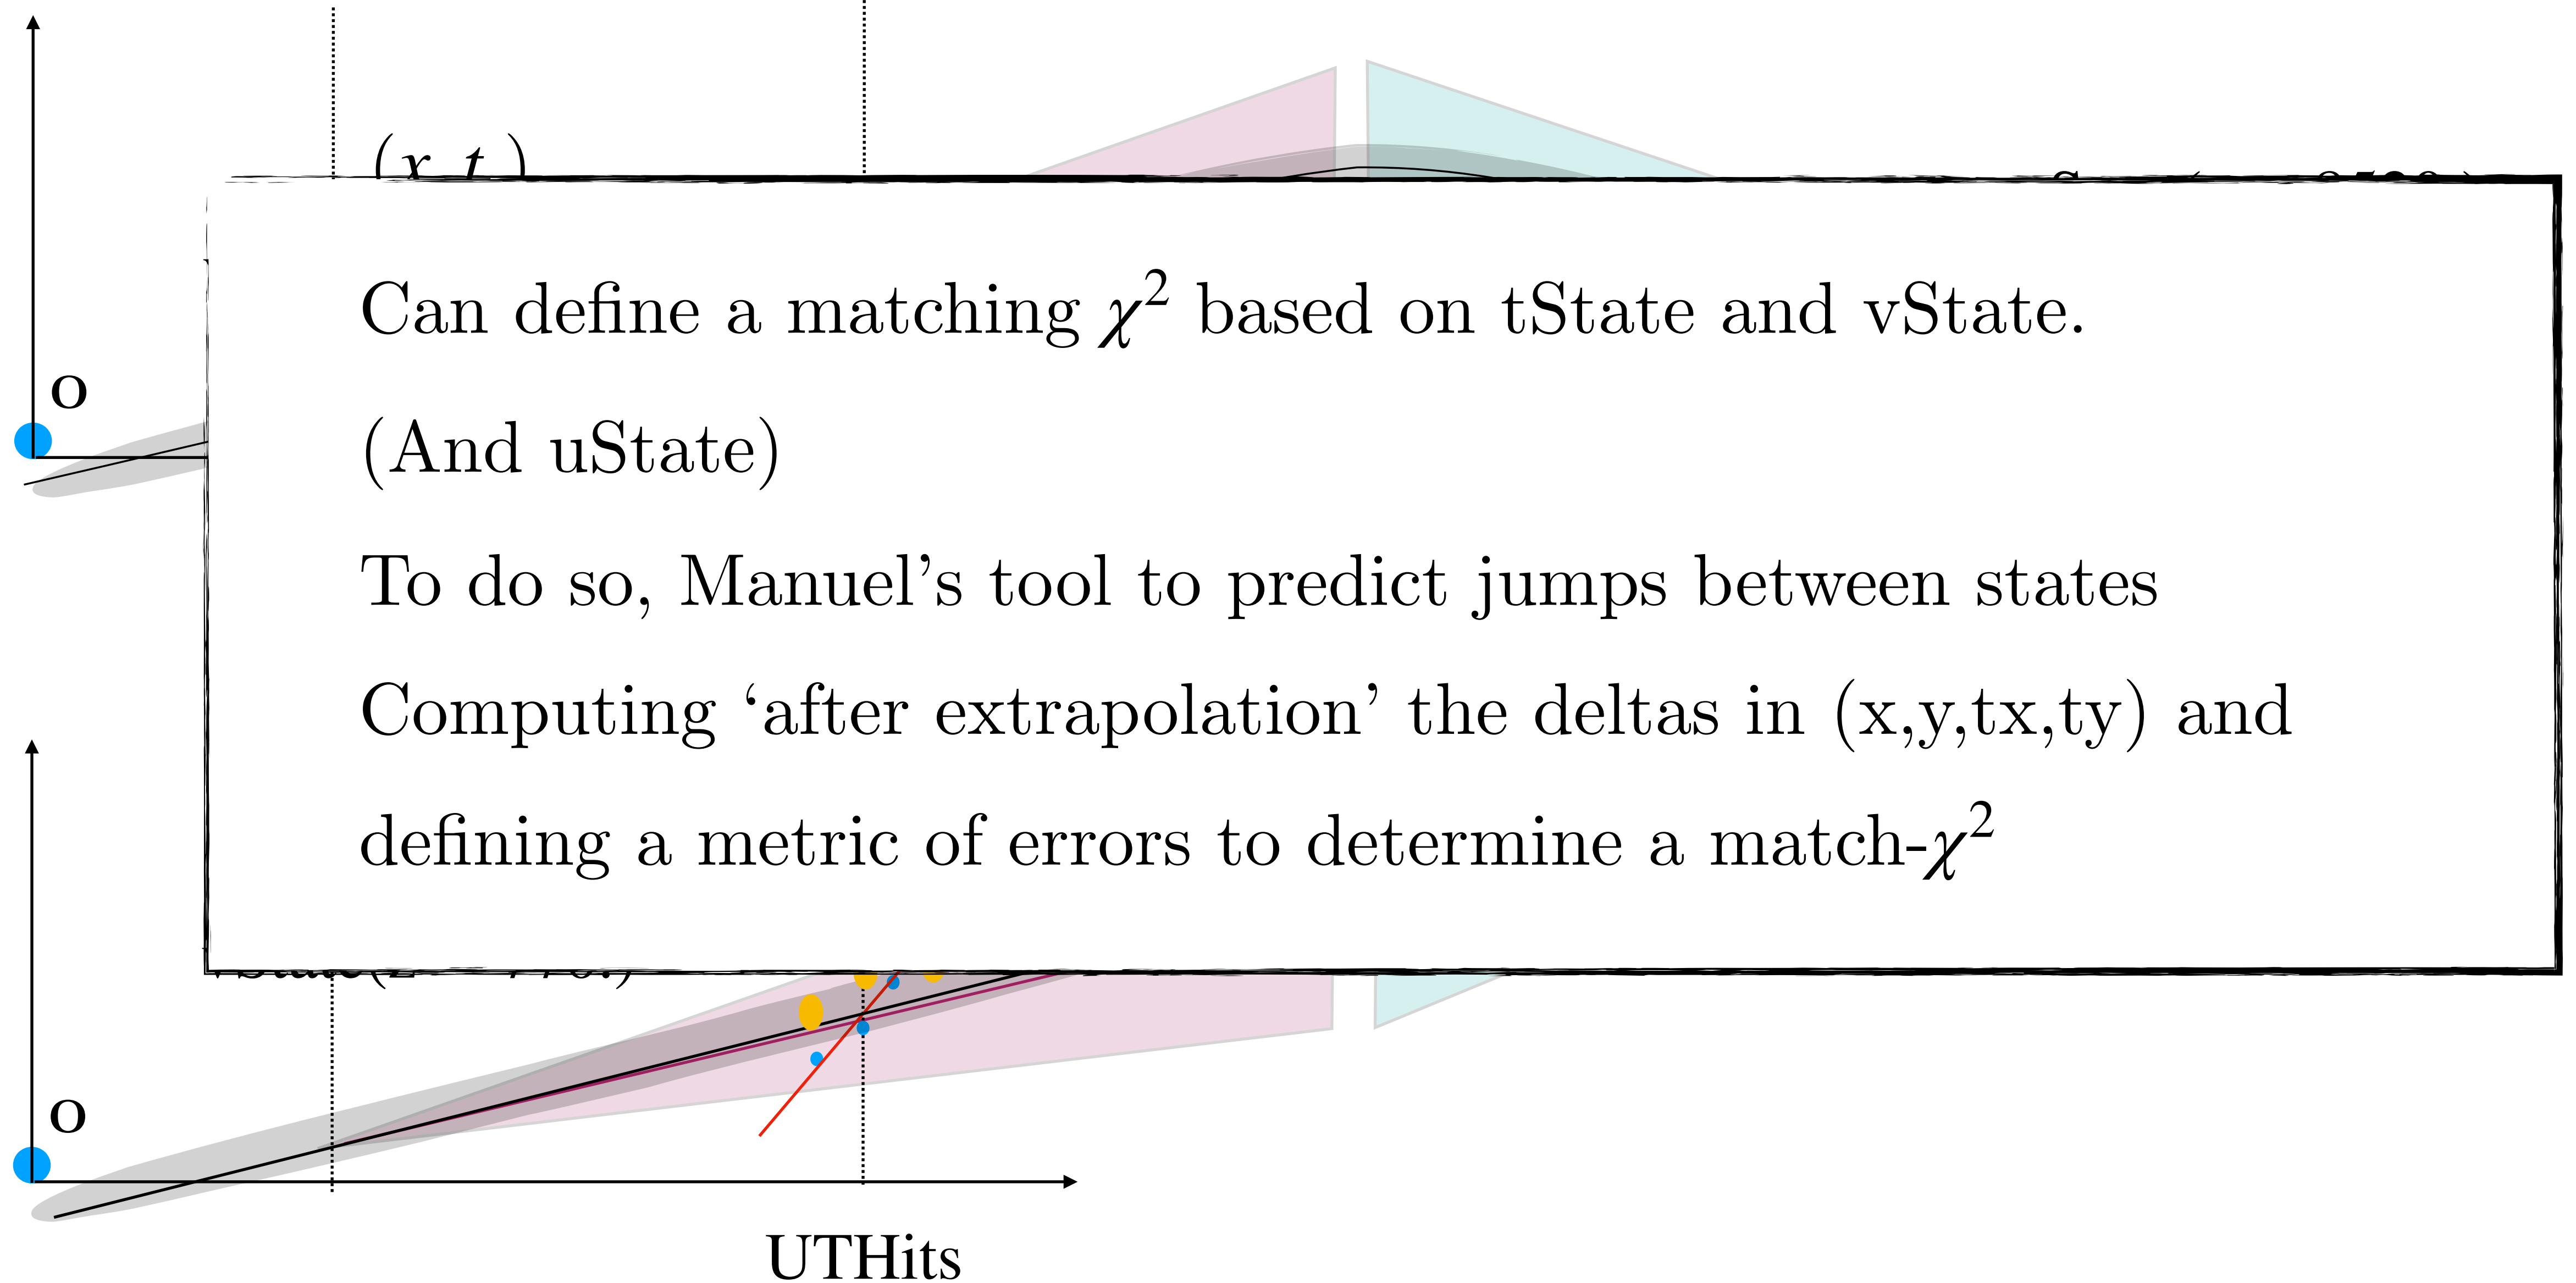 (x, t
O
Can define a matching χ² based on tState and vState.
(And uState)
To do so, Manuel's tool to predict jumps between states
Computing ‘after extrapolation’ the deltas in (x,y,tx,ty) and
defining a metric of errors to determine a match-χ²
O
UTHits